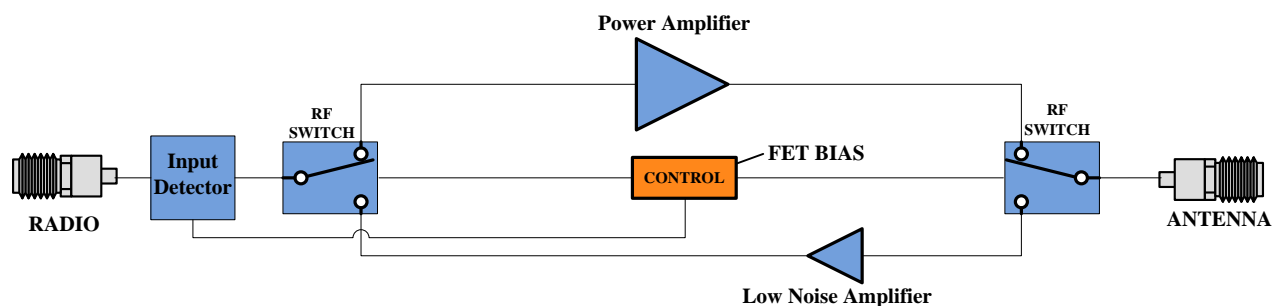 Power Amplifier
RF
SWITCH
RF
SWITCH
Input
Detector
FET BIAS
CONTROL
RADIO
ANTENNA
Low Noise Amplifier